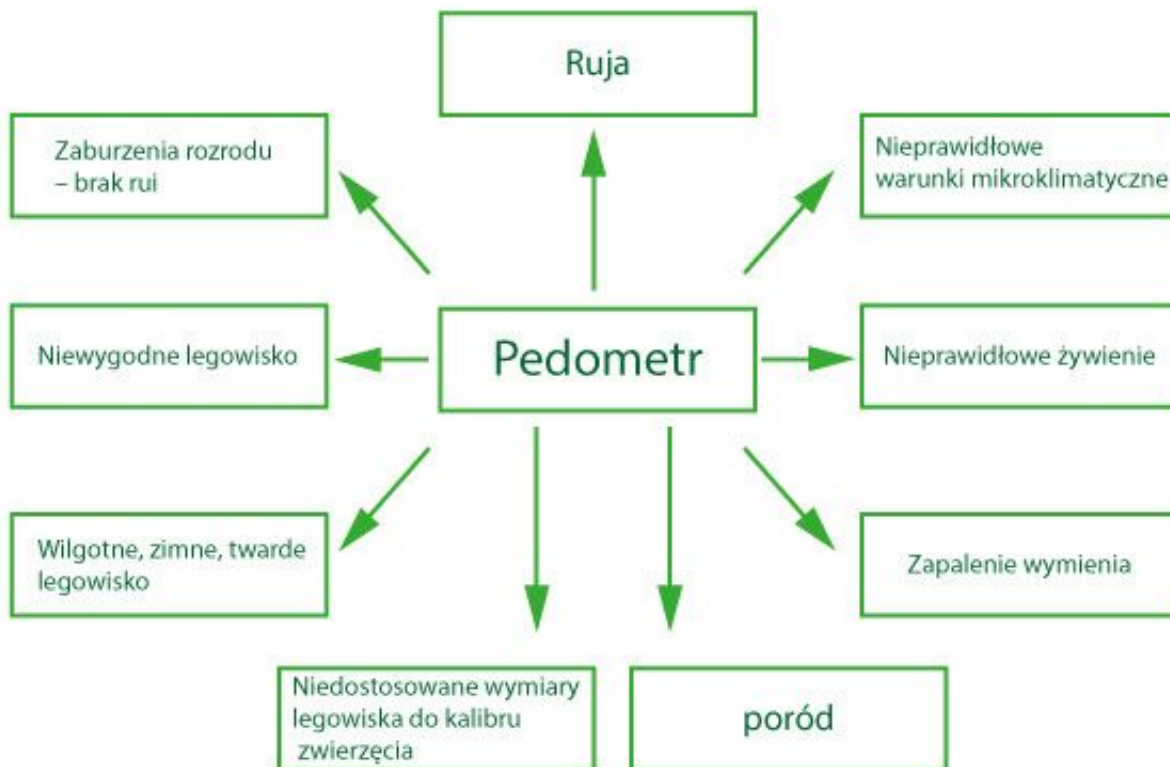 Ruja
Zaburzenia rozrodu
– brak rui
Nieprawidłowe
warunki mikroklimatyczne
Niewygodne legowisko
Pedometr
Nieprawidłowe żywienie
Wilgotne, zimne, twarde
legowisko
Zapalenie wymienia
Niedostosowane wymiary
legowiska do kalibru
zwierzęcia
poród